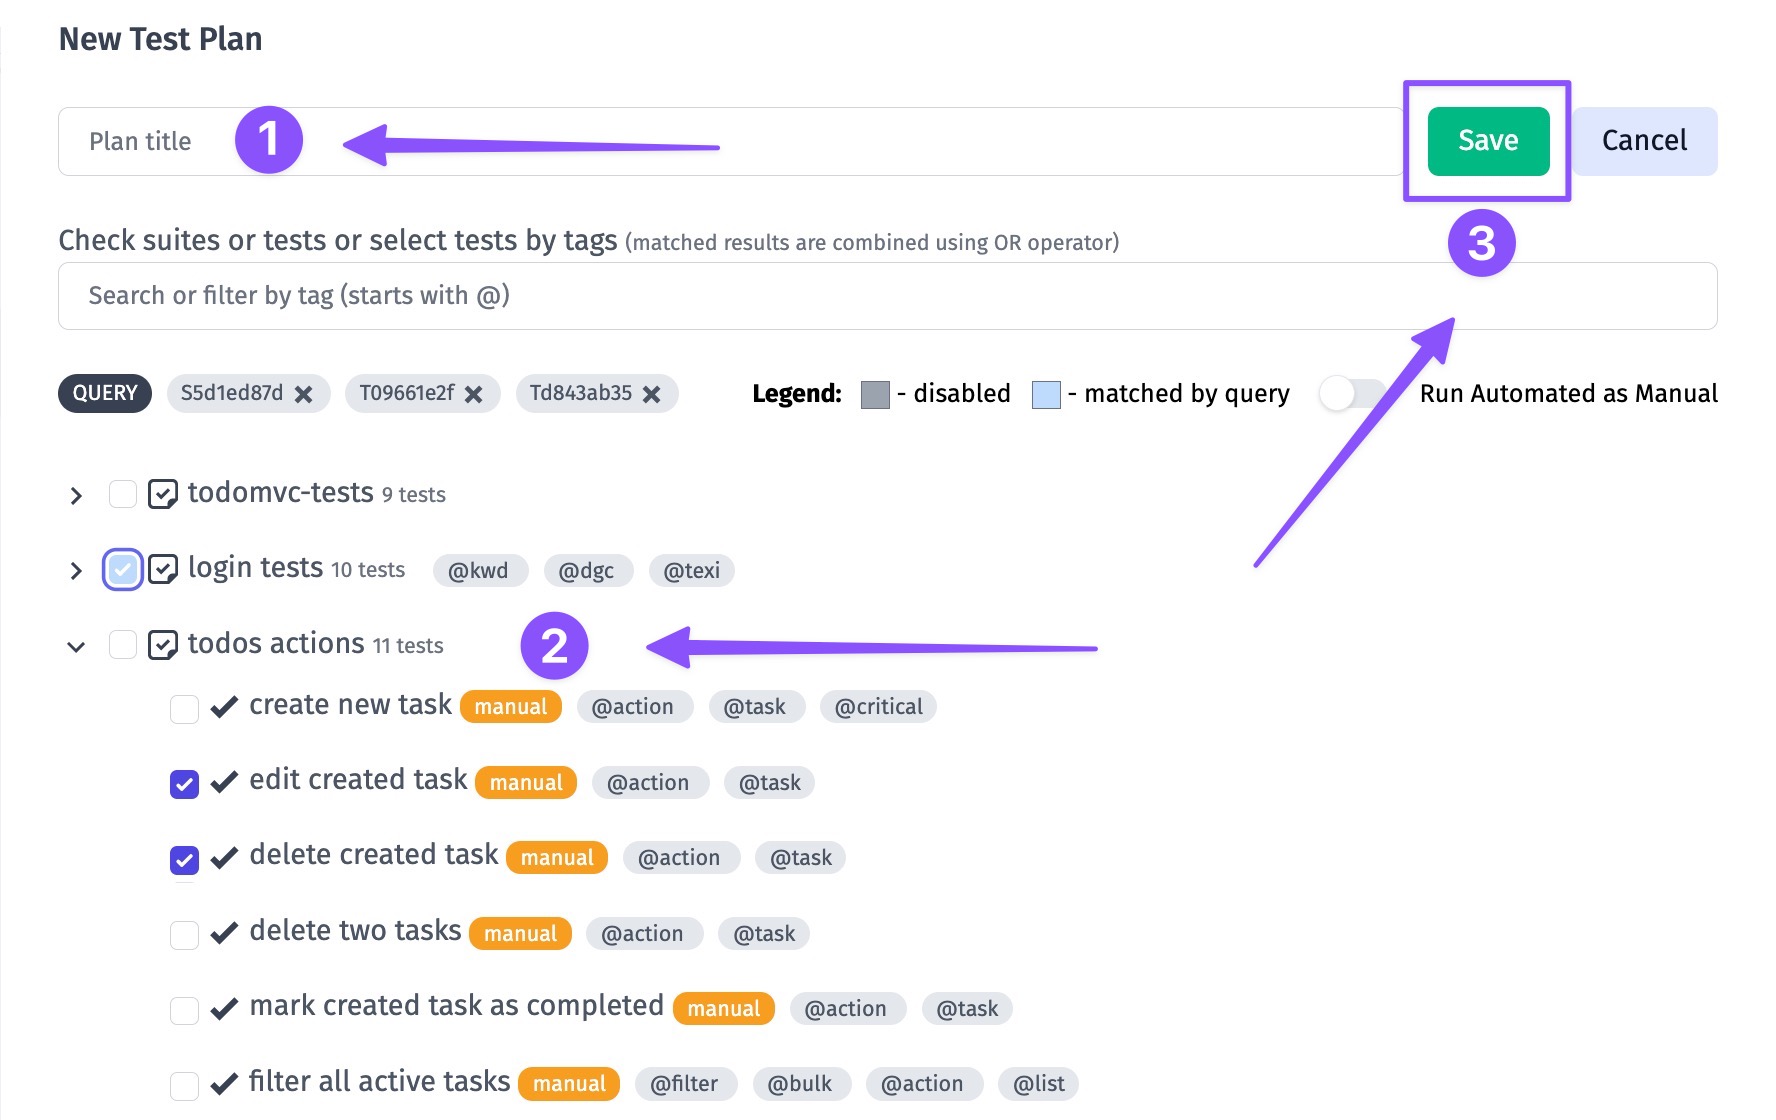 New Test Plan
Plan title 1 Save Cancel
Check suites or tests or select tests by tags (matched results are combined using OR operator)
3
Search or filter by tag (starts with @)
QUERY S5d1ed87d T09661e2f Td843ab35 Legend: - disabled - matched by query Run Automated as Manual
todomvc-tests 9 tests
login tests 10 tests @kwd @dgc @texi
todos actions 11 tests 2
create new task manual @action @task @critical
edit created task manual @action @task
delete created task manual @action @task
delete two tasks manual @action @task
mark created task as completed manual @action @task
filter all active tasks manual @filter @bulk @action @list